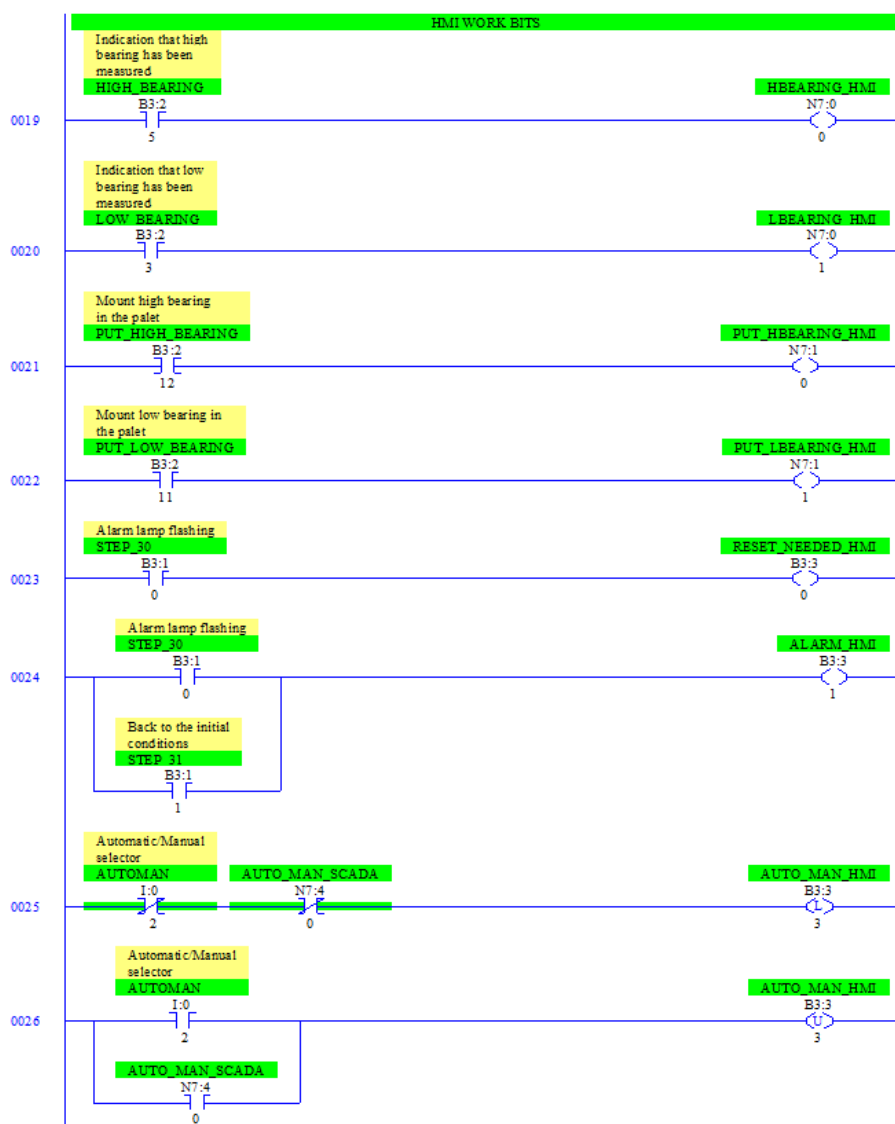 HMI WORK BITS
Indication that high
bearing has been
measured
HIGH_BEARING HBEARING_HMI
B3:2 N7:0
0019
5 0
Indication that low
bearing has been
measured
LOW_BEARING LBEARING_HMI
B3:2 N7:0
0020
3 1
Mount high bearing
in the palet
PUT_HIGH_BEARING PUT_HBEARING_HMI
B3:2 N7:1
0021
12 0
Mount low bearing in
the palet
PUT_LOW_BEARING PUT_LBEARING_HMI
B3:2 N7:1
0022
11 1
Alarm lamp flashing
STEP_30 RESET_NEEDED_HMI
B3:1 B3:3
0023
0 0
Alarm lamp flashing
STEP_30 ALARM_HMI
B3:1 B3:3
0024
0 1
Back to the initial
conditions
STEP_31
B3:1
1
Automatic/Manual
selector
AUTOMAN AUTO_MAN_SCADA AUTO_MAN_HMI
I:0 N7:4 B3:3
0025 L
2 0 3
Automatic/Manual
selector
AUTOMAN AUTO_MAN_HMI
I:0 B3:3
0026 U
2 3
AUTO_MAN_SCADA
N7:4
0